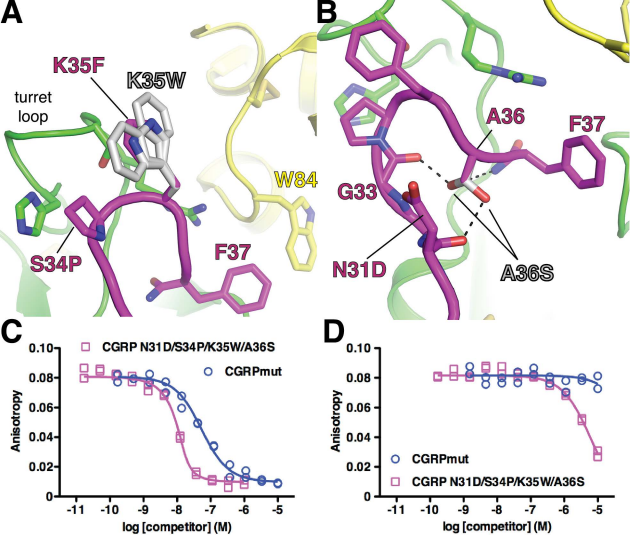 A
K35F
K35W
turret
loop
W84
S34P
F37
B
A36
F37
G33
N31D
A36S
C
CGRP N31D/S34P/K35W/A36S
CGRPmut
Anisotropy
0.10
0.08
0.06
0.04
0.02
0
-11 -10 -9 -8 -7 -6 -5
log [competitor] (M)
D
Anisotropy
0.10
0.08
0.06
0.04
0.02
0
CGRPmut
CGRP N31D/S34P/K35W/A36S
-11 -10 -9 -8 -7 -6 -5
log [competitor] (M)